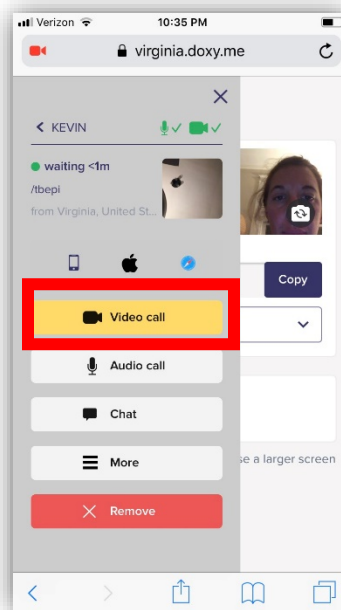 Verizon 10:35 PM
virginia.doxy.me
KEVIN
waiting <1m
/tbepi
from Virginia, United St...
Copy
Video call
Audio call
Chat
More
se a larger screen
Remove